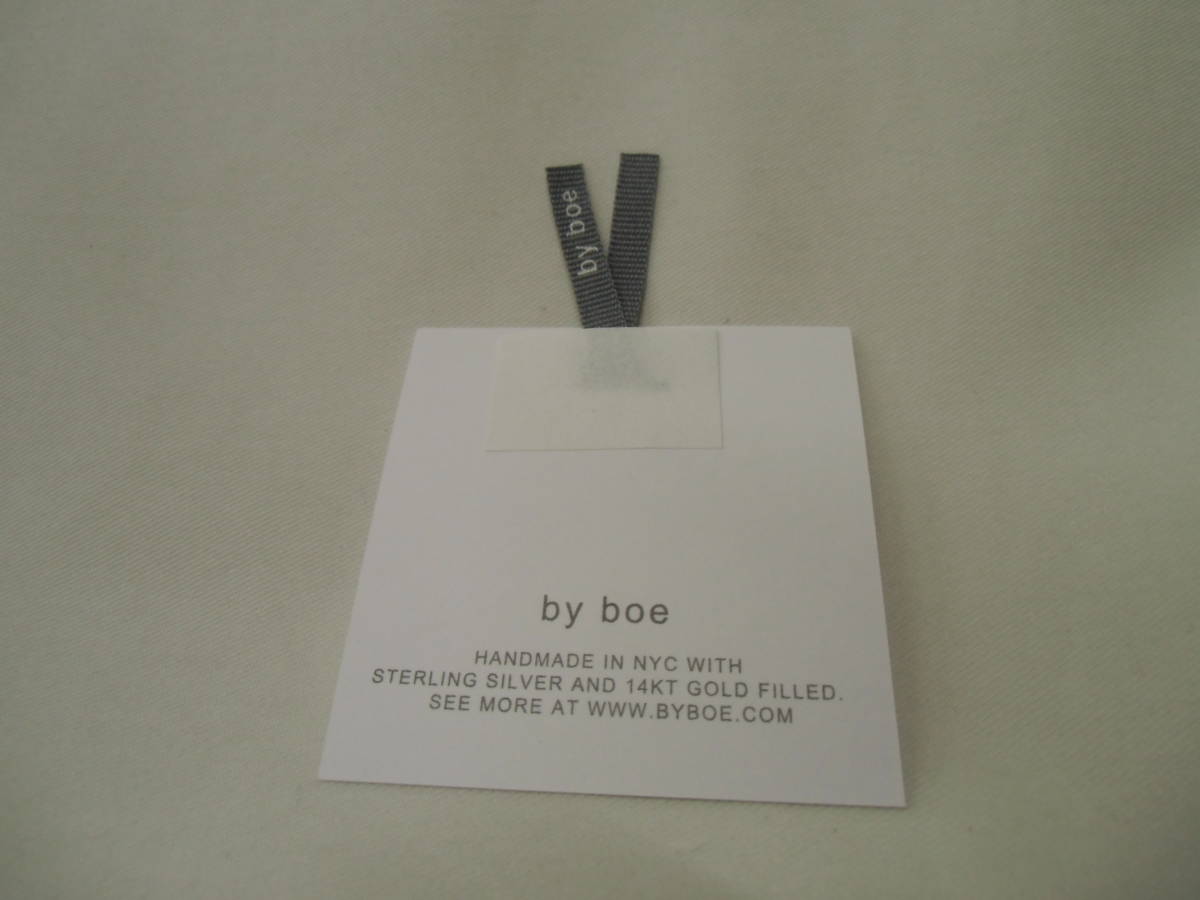 by boe
by boe
HANDMADE IN NYC WITH
STERLING SILVER AND 14KT GOLD FILLED.
SEE MORE AT WWW.BYBOE.COM